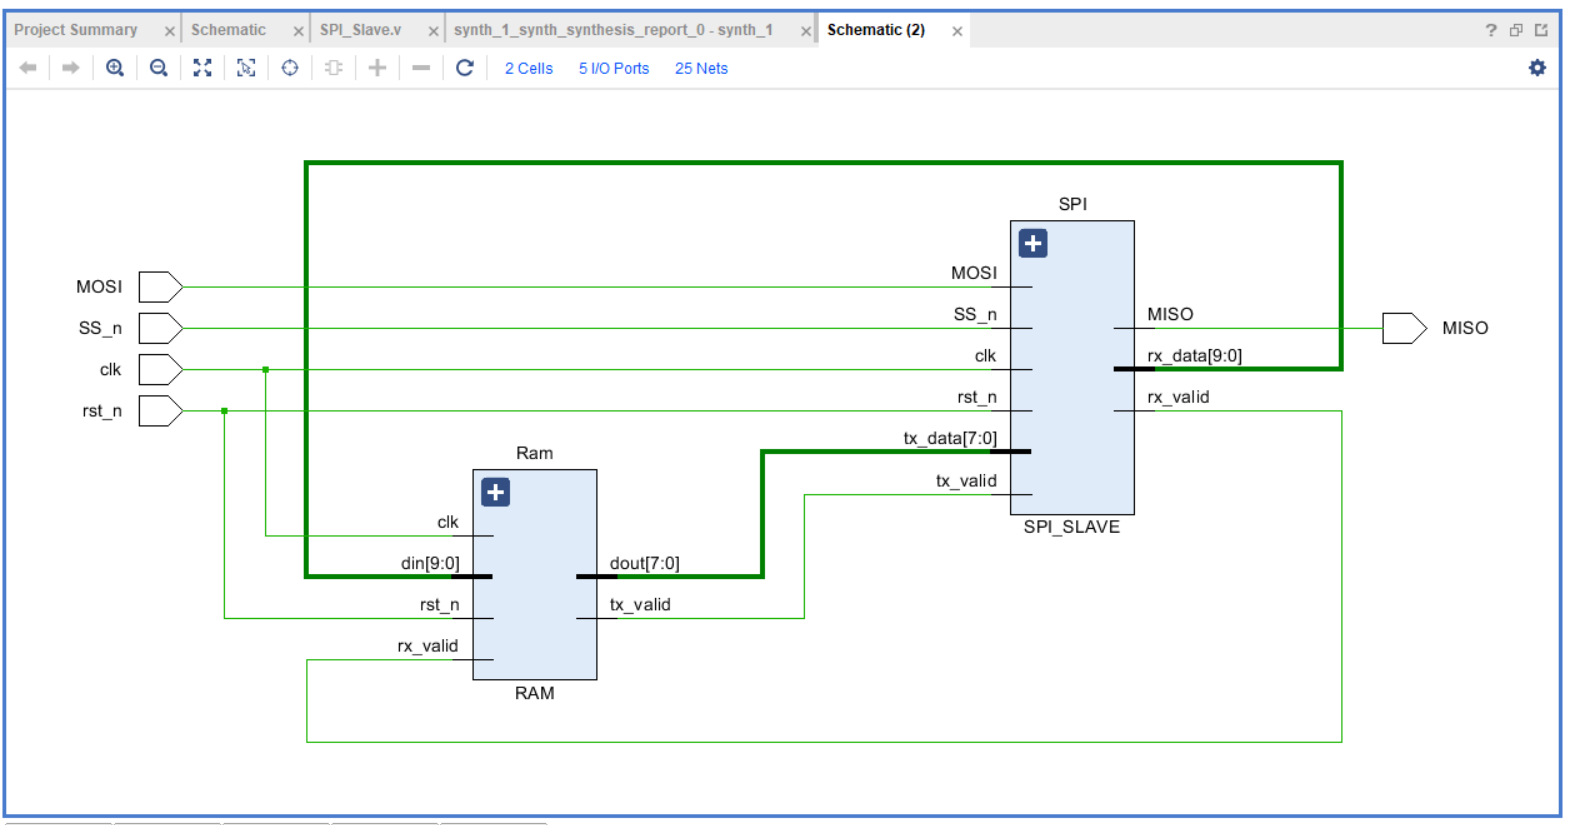 Project Summary
Schematic
SPI_Slave.v
synth_1_synth_synthesis_report_0 - synth_1
Schematic (2)
?
2 Cells 5 I/O Ports 25 Nets
SPI
MOSI
SS_n
clk
rst_n
MOSI
SS_n
clk
rst_n
tx_data[7:0]
tx_valid
MISO
rx_data[9:0]
rx_valid
SPI_SLAVE
MISO
Ram
clk
din[9:0]
rst_n
rx_valid
dout[7:0]
tx_valid
RAM